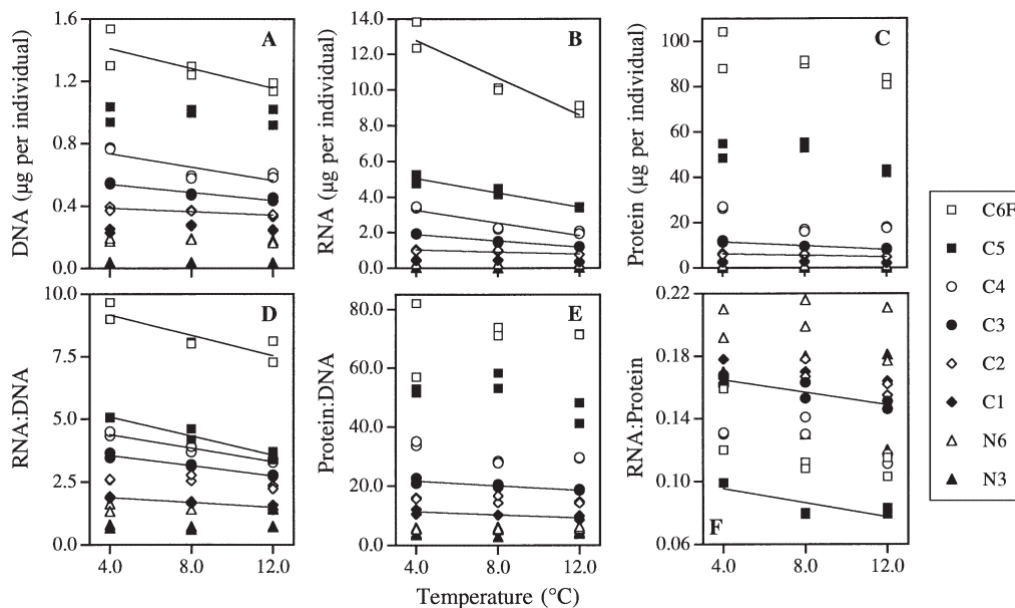 A
DNA (µg per individual)
1.6
1.2
0.8
0.4
0.0
B
RNA (µg per individual)
14.0
12.0
10.0
8.0
6.0
4.0
2.0
0.0
C
Protein (µg per individual)
100
80
60
40
20
0
D
RNA:DNA
10.0
7.5
5.0
2.5
0.0
4.0 8.0 12.0
E
Protein:DNA
80.0
60.0
40.0
20.0
0.0
4.0 8.0 12.0
F
RNA:Protein
0.22
0.18
0.14
0.10
0.06
4.0 8.0 12.0
Temperature (°C)
C6F
C5
C4
C3
C2
C1
N6
N3